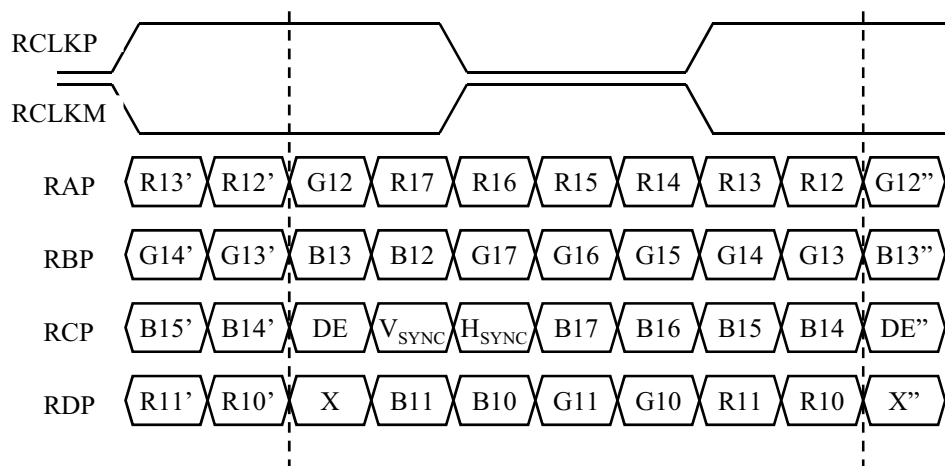 RCLKP
RCLKM
RAP R13’ R12’ G12 R17 R16 R15 R14 R13 R12 G12”
RBP G14’ G13’ B13 B12 G17 G16 G15 G14 G13 B13”
RCP B15’ B14’ DE VSYNC HSYNC B17 B16 B15 B14 DE”
RDP R11’ R10’ X B11 B10 G11 G10 R11 R10 X”